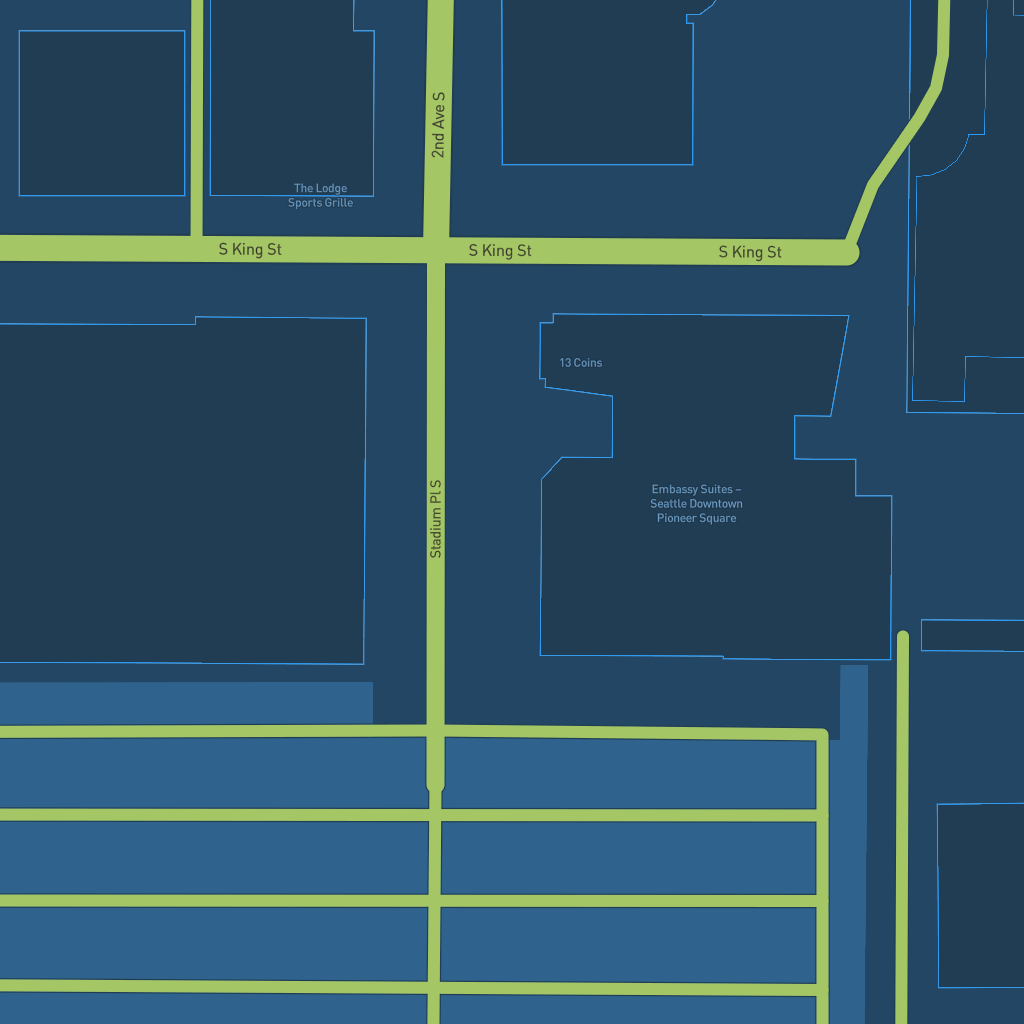 2nd Ave S
The Lodge
Sports Grille
S King St
S King St
S King St
13 Coins
Stadium Pl S
Embassy Suites –
Seattle Downtown
Pioneer Square